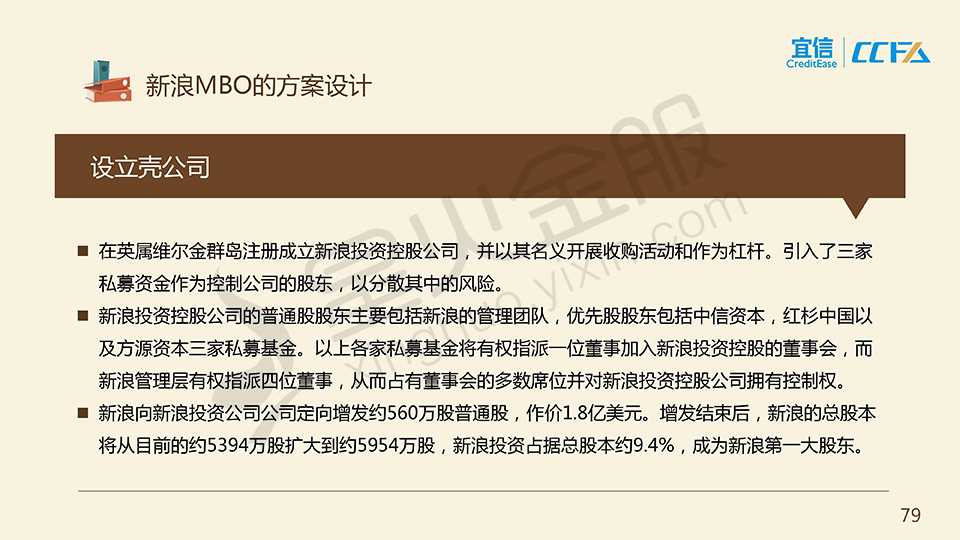 宜信
CreditEase
CCFA
新浪MBO的方案设计
设立壳公司
在英属维尔金群岛注册成立新浪投资控股公司，并以其名义开展收购活动和作为杠杆。引入了三家
私募资金作为控制公司的股东，以分散其中的风险。
新浪投资控股公司的普通股股东主要包括新浪的管理团队，优先股股东包括中信资本，红杉中国以
及方源资本三家私募基金。以上各家私募基金将有权指派一位董事加入新浪投资控股的董事会，而
新浪管理层有权指派四位董事，从而占有董事会的多数席位并对新浪投资控股公司拥有控制权。
新浪向新浪投资公司公司定向增发约560万股普通股，作价1.8亿美元。增发结束后，新浪的总股本
将从目前的约5394万股扩大到约5954万股，新浪投资占据总股本约9.4%，成为新浪第一大股东。
星火金服
xinghuo.yixin.com
79